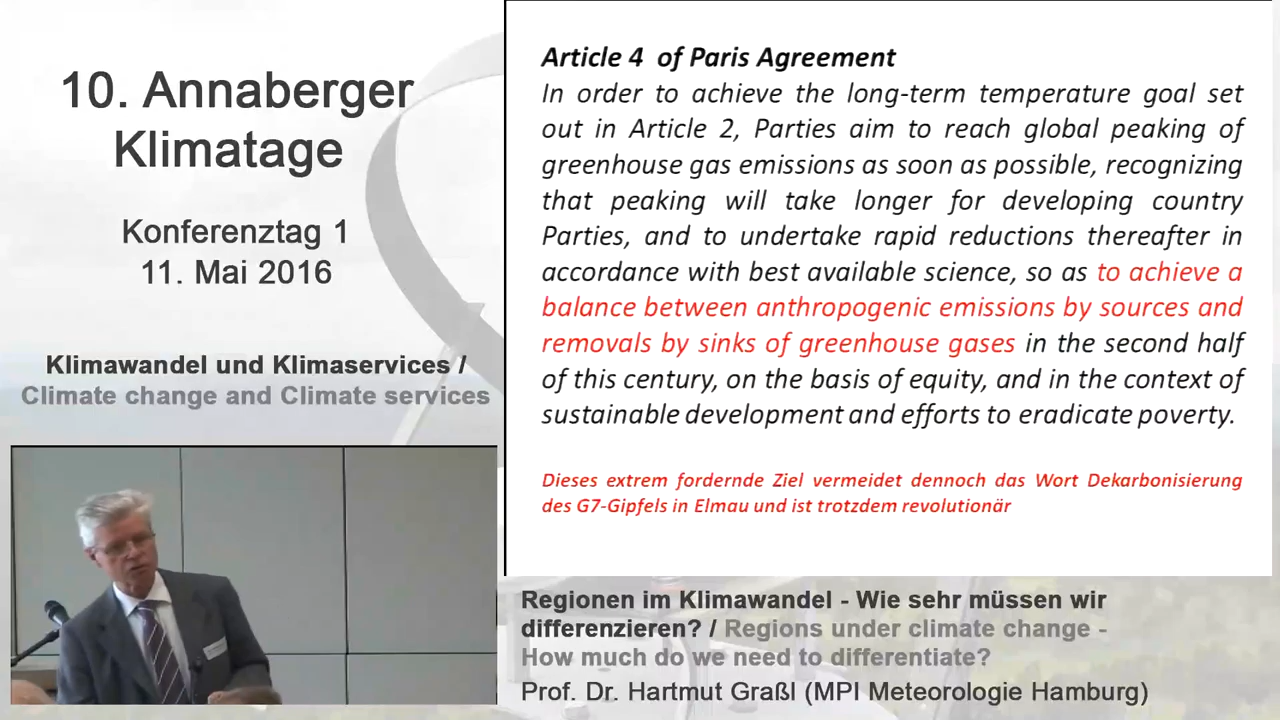 10. Annaberger
Klimatage
Konferenztag 1
11. Mai 2016
Klimawandel und Klimaservices /
Climate change and Climate services
Article 4 of Paris Agreement
In order to achieve the long-term temperature goal set
out in Article 2, Parties aim to reach global peaking of
greenhouse gas emissions as soon as possible, recognizing
that peaking will take longer for developing country
Parties, and to undertake rapid reductions thereafter in
accordance with best available science, so as to achieve a
balance between anthropogenic emissions by sources and
removals by sinks of greenhouse gases in the second half
of this century, on the basis of equity, and in the context of
sustainable development and efforts to eradicate poverty.
Dieses extrem fordernde Ziel vermeidet dennoch das Wort Dekarbonisierung
des G7-Gipfels in Elmau und ist trotzdem revolutionär
Regionen im Klimawandel - Wie sehr müssen wir
differenzieren? / Regions under climate change -
How much do we need to differentiate?
Prof. Dr. Hartmut Graßl (MPI Meteorologie Hamburg)